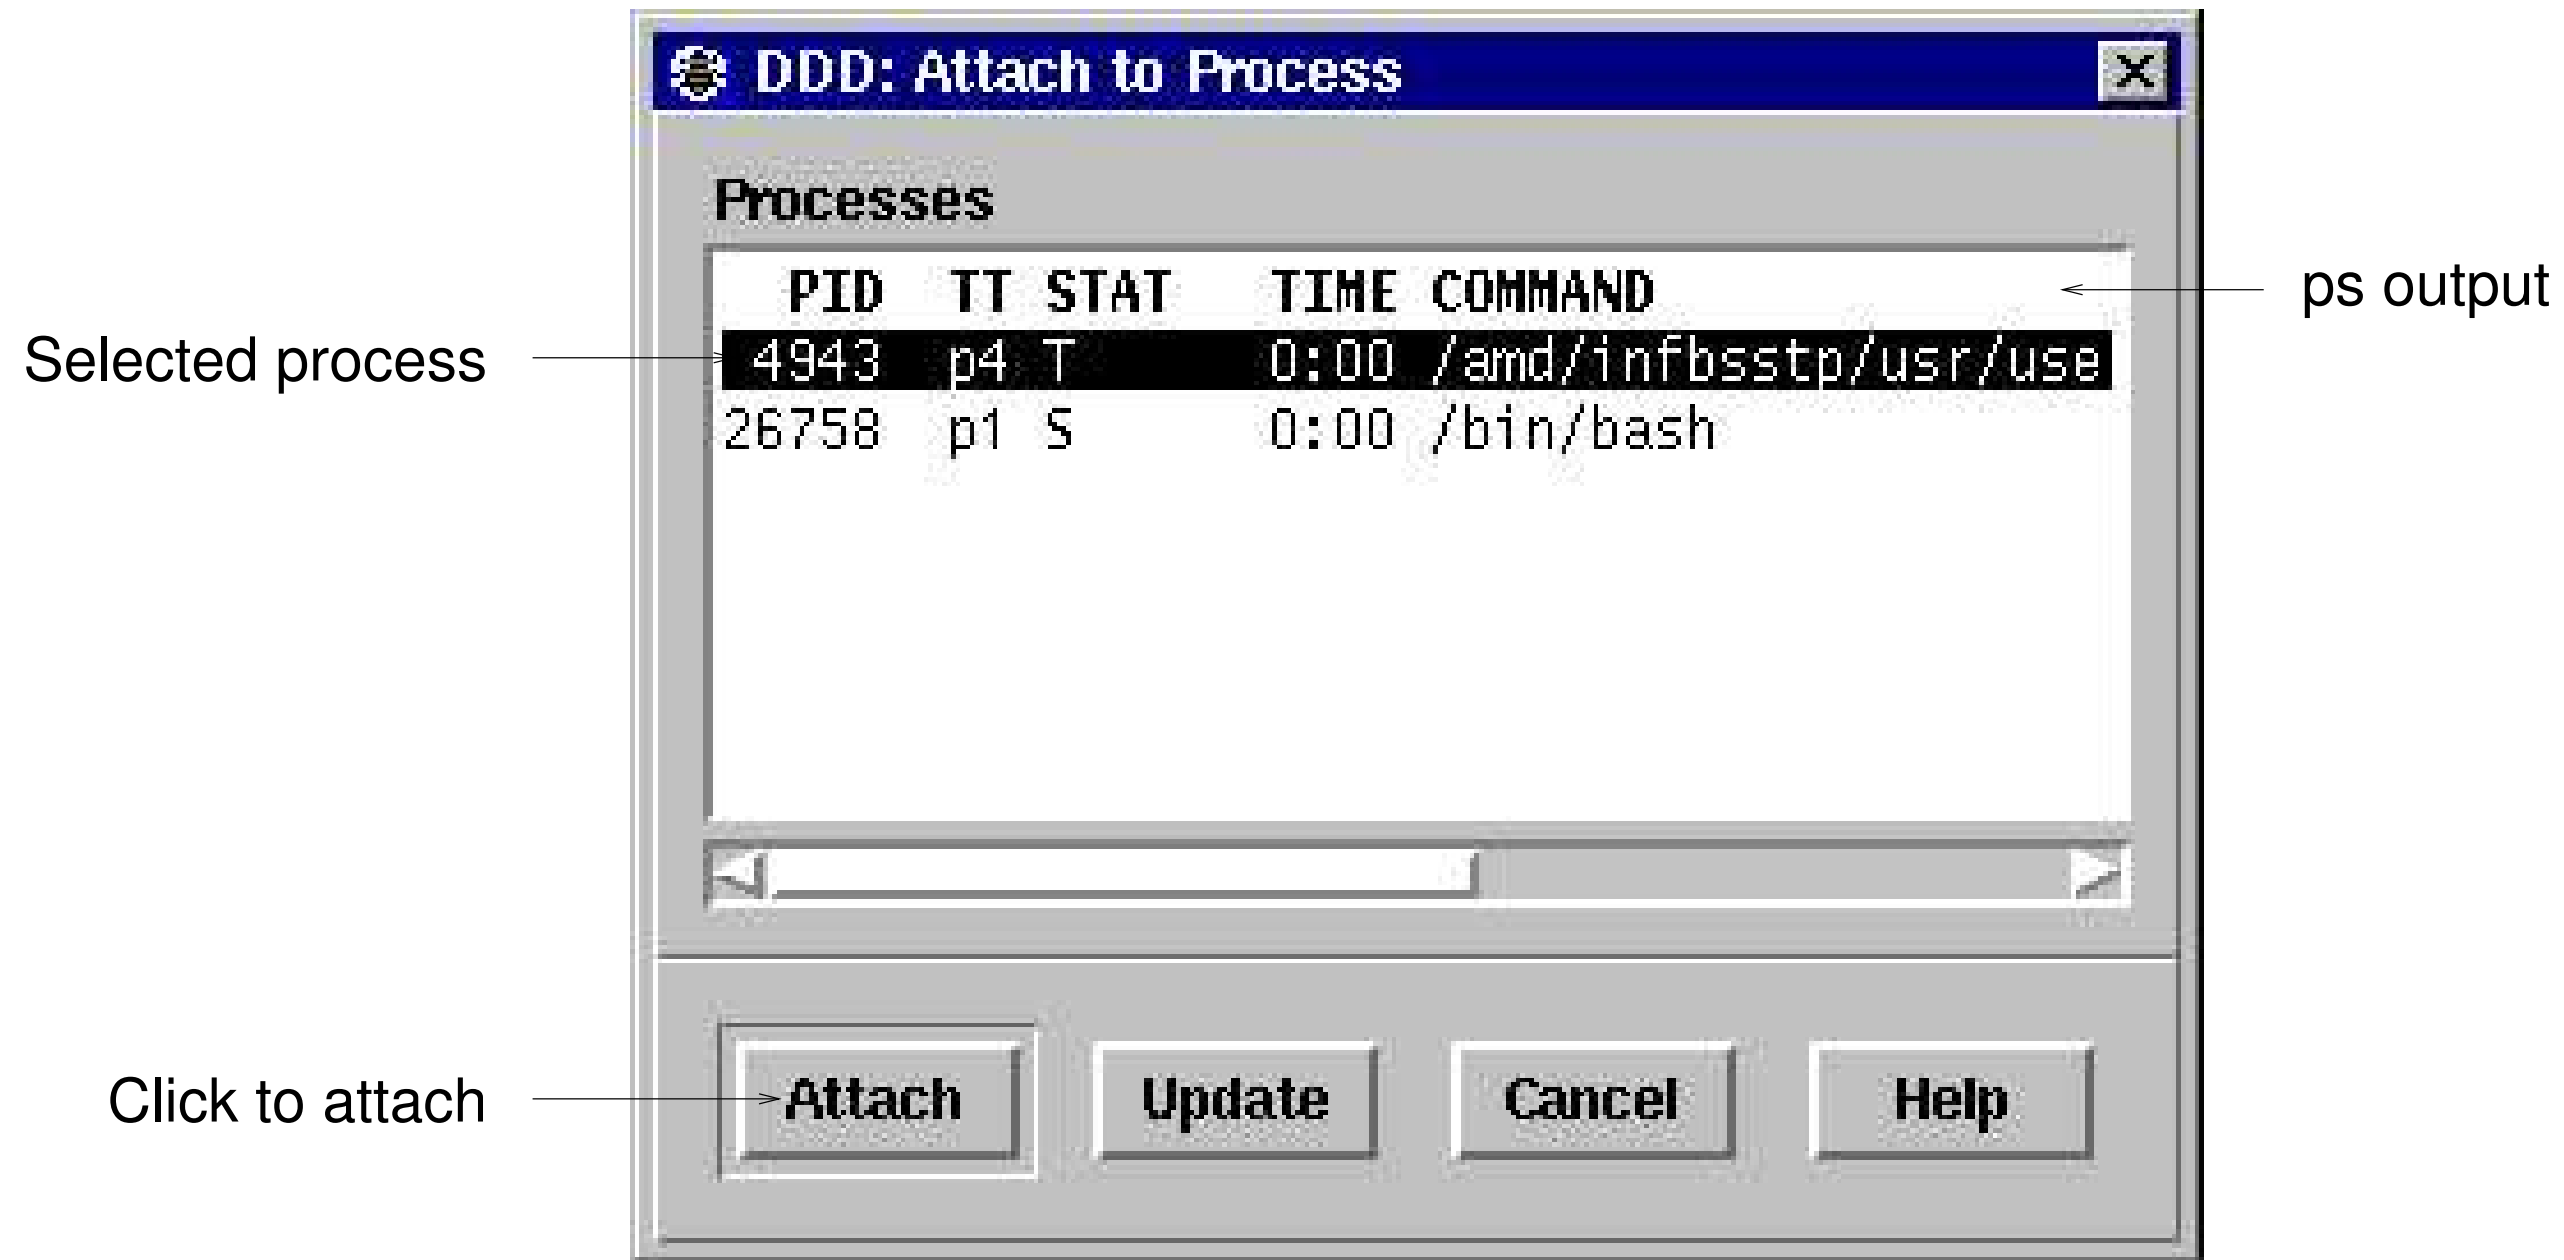 DDD: Attach to Process
Processes
PID TT STAT TIME COMMAND
ps output
Selected process
4943 p4 T 0:00 /amd/infbsstp/usr/use
26758 p1 S 0:00 /bin/bash
Click to attach
Attach Update Cancel Help